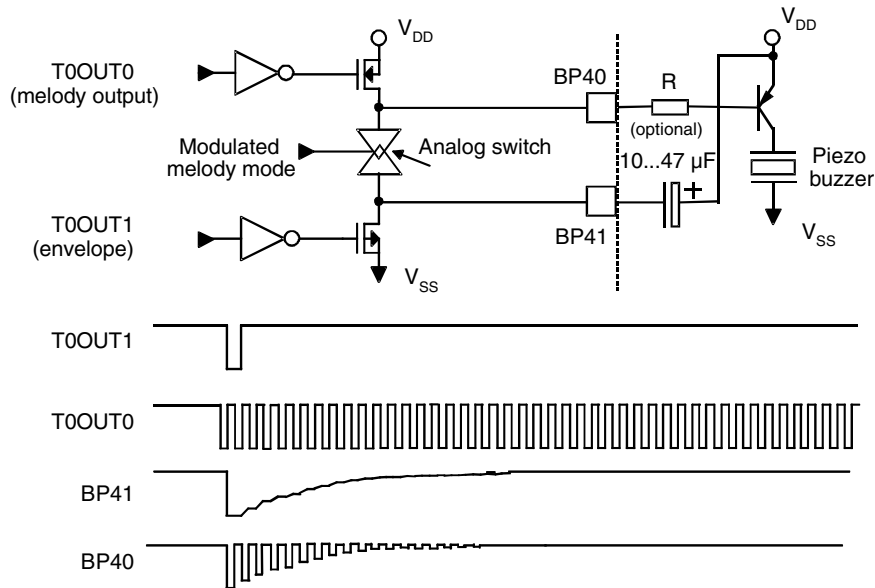 V_DD
V_DD
T0OUT0
(melody output)
BP40
R
(optional)
Modulated
melody mode
Analog switch
10...47 µF
+
Piezo
buzzer
T0OUT1
(envelope)
BP41
V_SS
V_SS
T0OUT1
T0OUT0
BP41
BP40